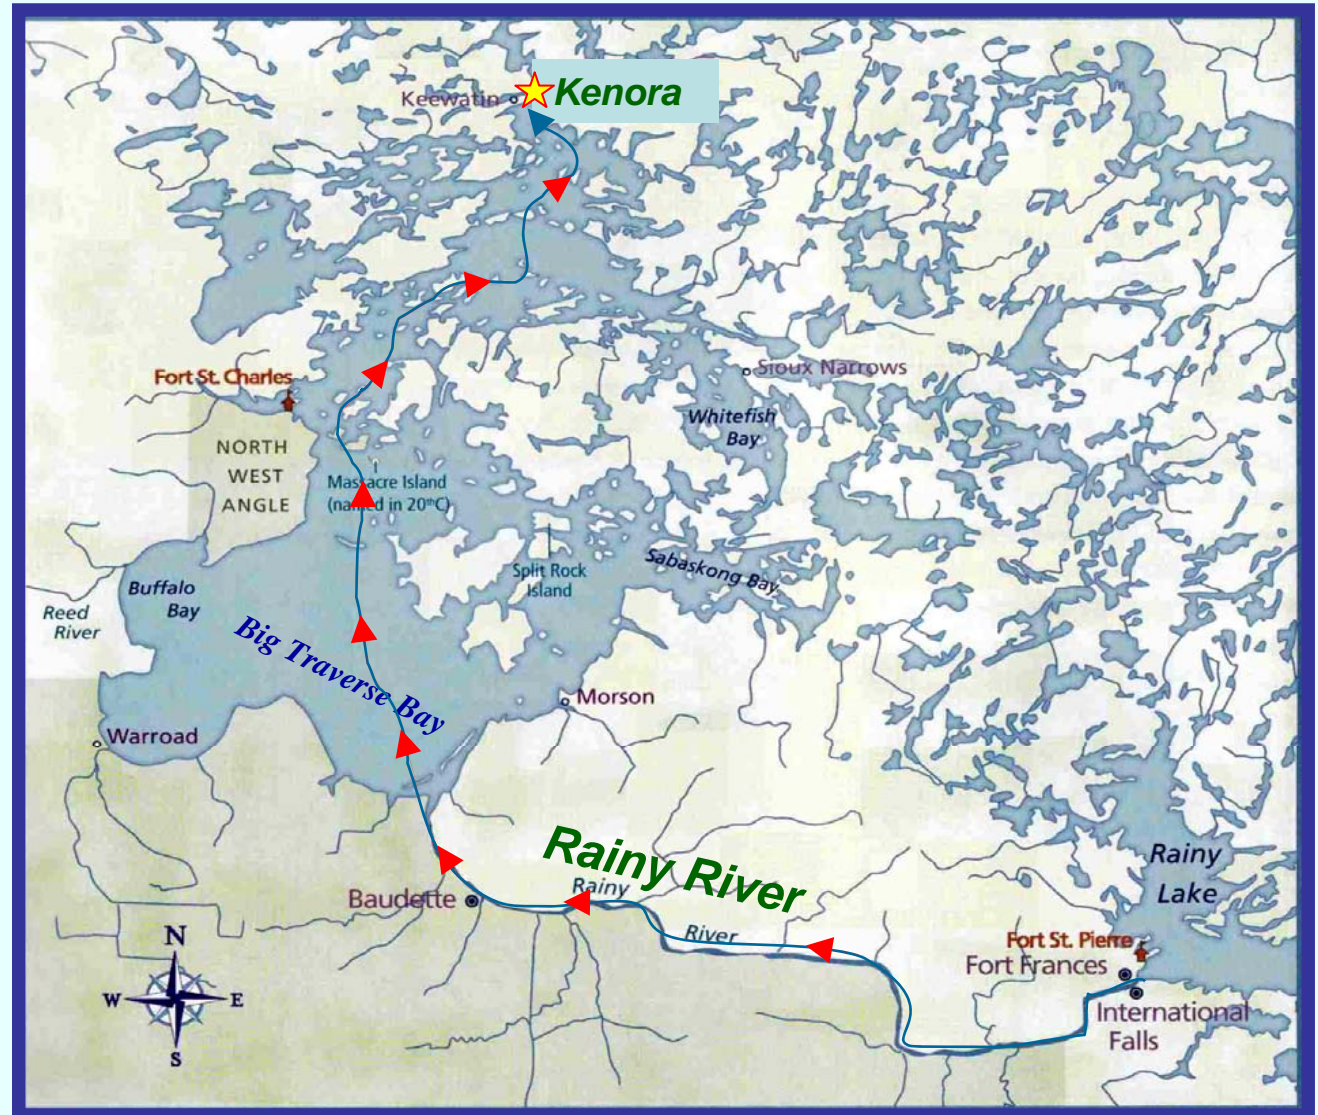 Keewatin
Kenora
Fort St. Charles
Sioux Narrows
Whitefish
Bay
NORTH
WEST
ANGLE
Massacre Island
(named in 20thC)
Split Rock
Island
Sabaskong Bay
Buffalo
Bay
Reed
River
Big Traverse Bay
Morson
Warroad
Rainy River
Rainy
Lake
Baudette
Rainy
River
Fort St. Pierre
Fort Frances
International
Falls
N
W
E
S